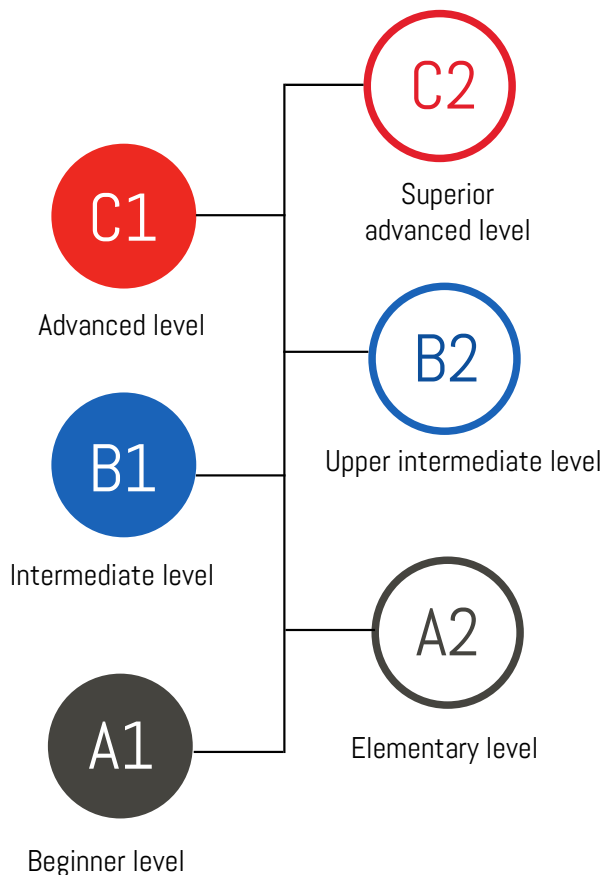 C2
Superior
advanced level
C1
Advanced level
B2
Upper intermediate level
B1
Intermediate level
A2
Elementary level
A1
Beginner level